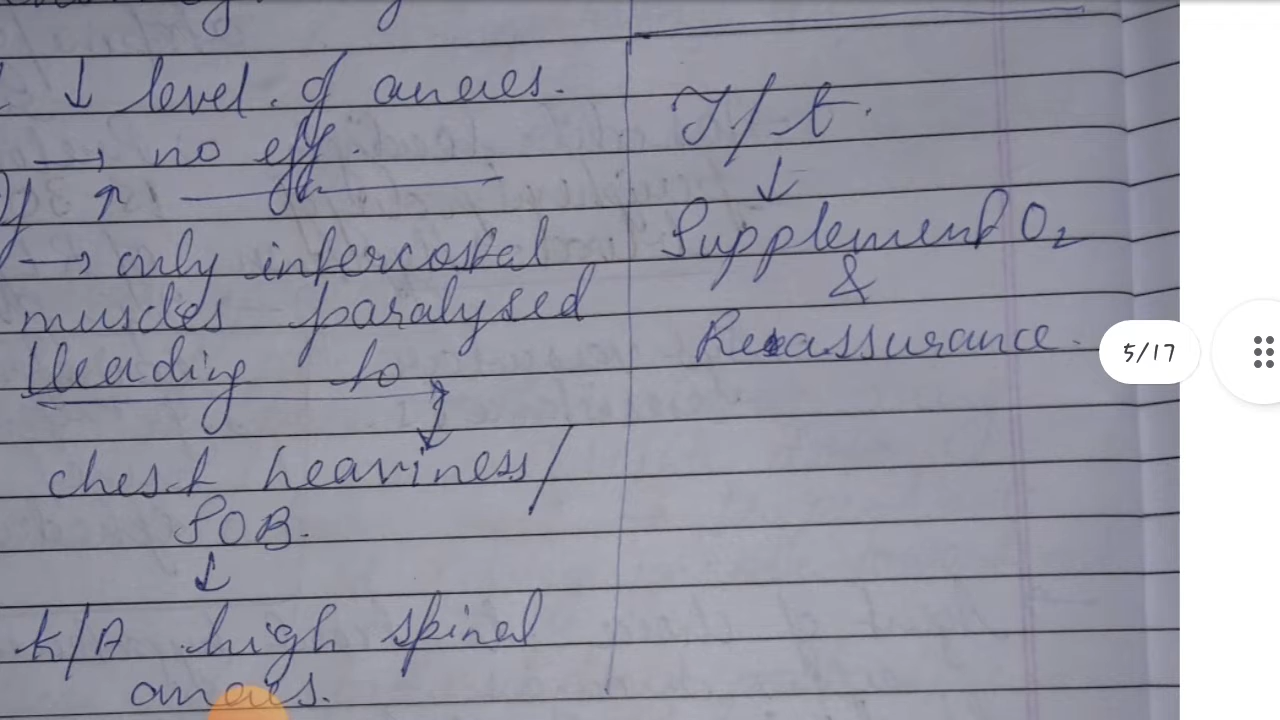 ↓ level of anaes.
→ no eff.
If ↑
→ only intercostal
muscles paralysed
leading to
↓
chest heaviness/
SOB.
↓
K/A high spinal
anaes.
T/t.
↓
Supplement O2
&
Reassurance.
5/17